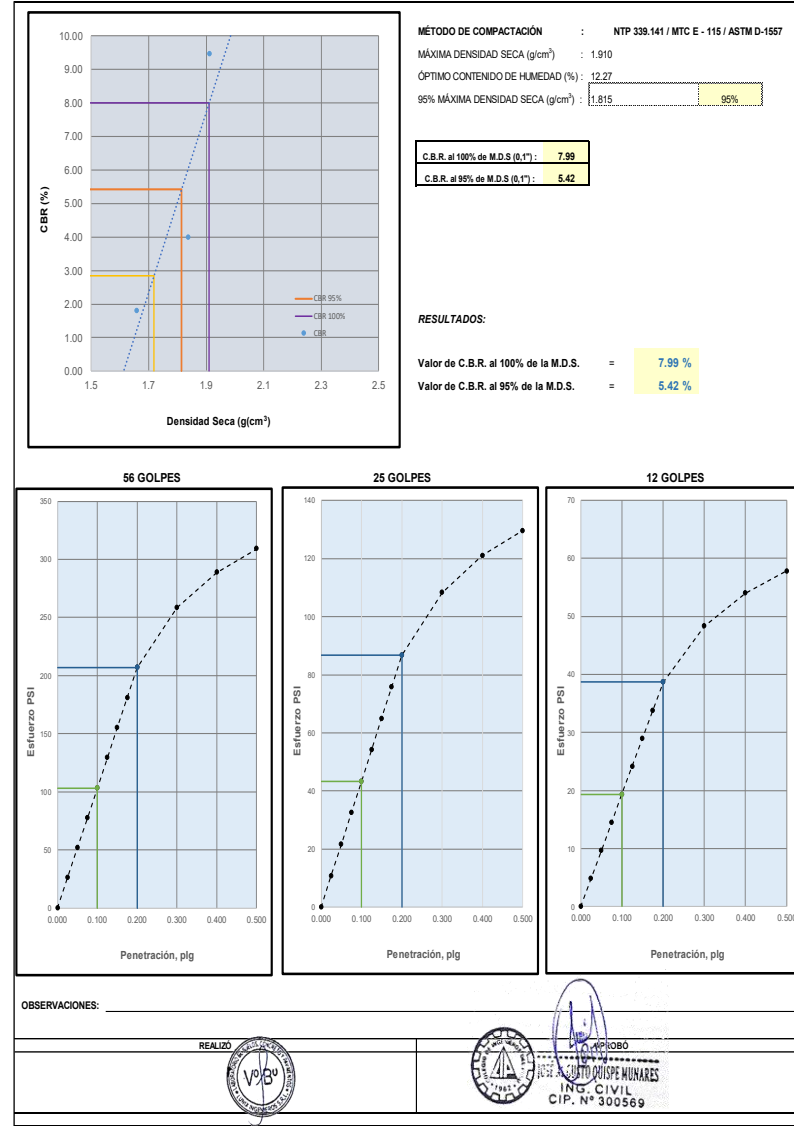 MÉTODO DE COMPACTACIÓN : NTP 339.141 / MTC E - 115 / ASTM D-1557
MÁXIMA DENSIDAD SECA (g/cm³) : 1.910
ÓPTIMO CONTENIDO DE HUMEDAD (%) : 12.27
95% MÁXIMA DENSIDAD SECA (g/cm³) : 1.815 95%
C.B.R. al 100% de M.D.S (0,1") : 7.99
C.B.R. al 95% de M.D.S (0,1") : 5.42
10.00
9.00
8.00
7.00
6.00
5.00
4.00
3.00
2.00
1.00
0.00
CBR (%)
CBR 95%
CBR 100%
CBR
1.5 1.7 1.9 2.1 2.3 2.5
Densidad Seca (g(cm³)
RESULTADOS:
Valor de C.B.R. al 100% de la M.D.S. = 7.99 %
Valor de C.B.R. al 95% de la M.D.S. = 5.42 %
56 GOLPES
350
300
250
200
150
100
50
0
Esfuerzo PSI
0.000 0.100 0.200 0.300 0.400 0.500
Penetración, plg
25 GOLPES
140
120
100
80
60
40
20
0
Esfuerzo PSI
0.000 0.100 0.200 0.300 0.400 0.500
Penetración, plg
12 GOLPES
70
60
50
40
30
20
10
0
Esfuerzo PSI
0.000 0.100 0.200 0.300 0.400 0.500
Penetración, plg
OBSERVACIONES:
REALIZÓ
VºBº
APROBÓ
1962
QUISPE MUNARES
ING. CIVIL
CIP. Nº 300569